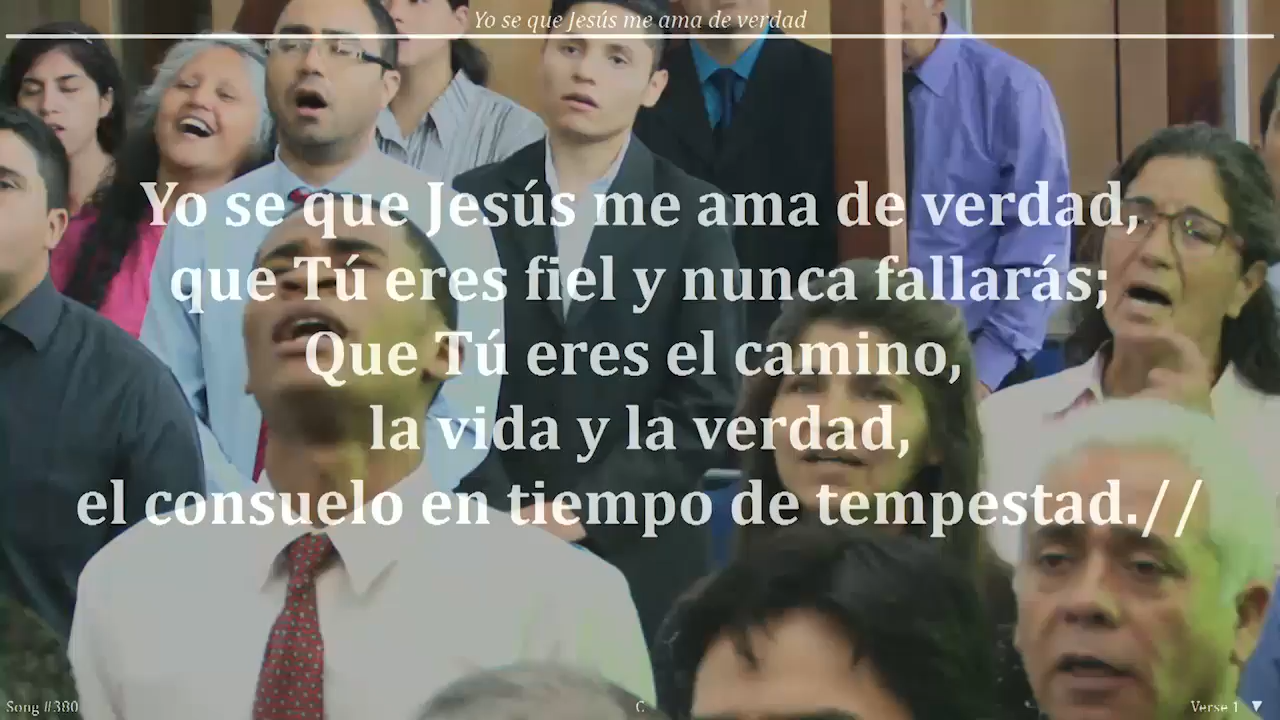 Yo se que Jesús me ama de verdad
Yo se que Jesús me ama de verdad,
que Tú eres fiel y nunca fallarás;
Que Tú eres el camino,
la vida y la verdad,
el consuelo en tiempo de tempestad.//
Song #380
C
Verse 1 ▼